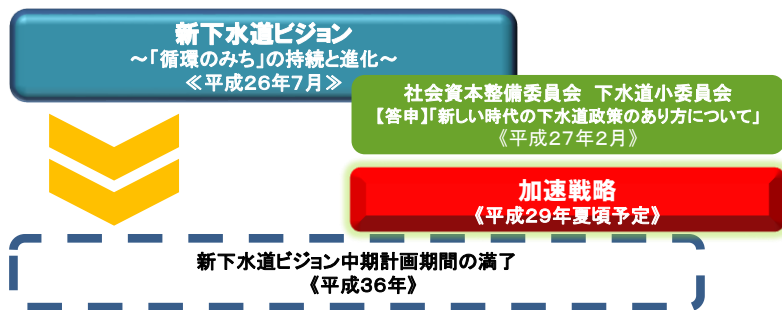 新下水道ビジョン
～「循環のみち」の持続と進化～
≪平成26年7月≫
社会資本整備委員会　下水道小委員会
【答申】「新しい時代の下水道政策のあり方について」
《平成27年2月》
加速戦略
《平成29年夏頃予定》
新下水道ビジョン中期計画期間の満了
《平成36年》